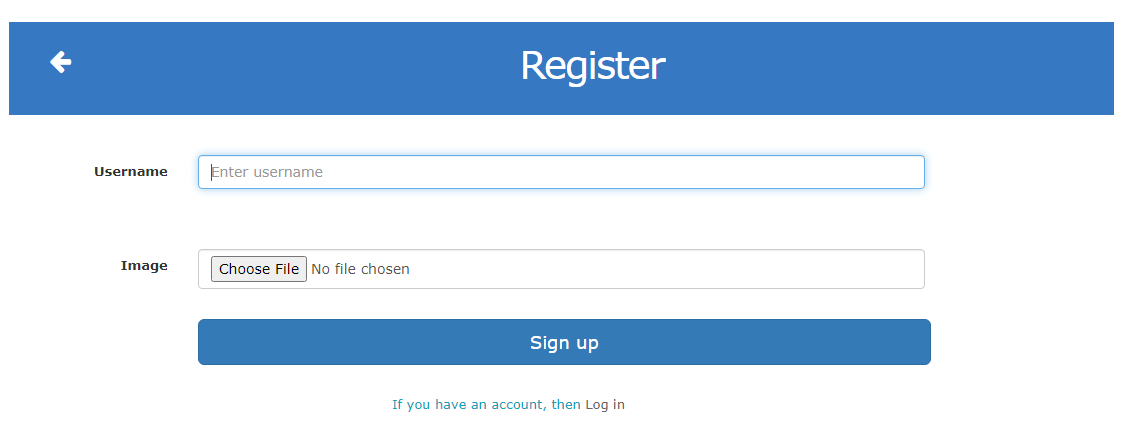 Register
Username Enter username
Image Choose File No file chosen
Sign up
If you have an account, then Log in